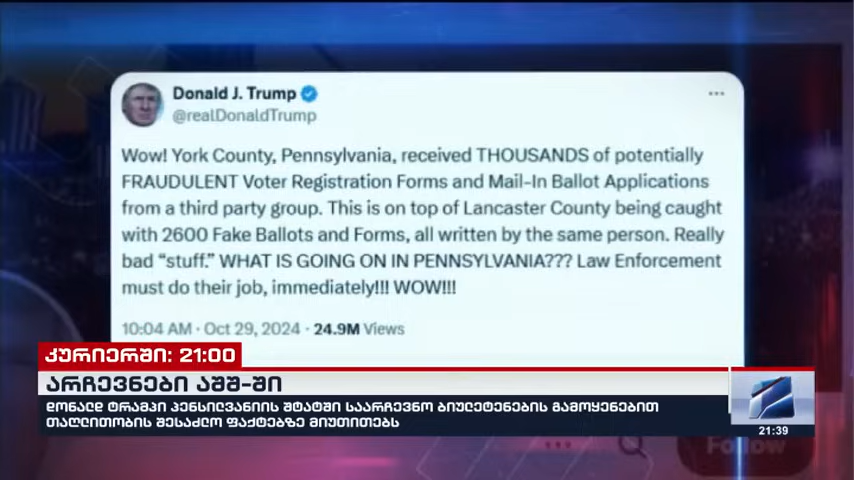 Donald J. Trump
@realDonaldTrump
Wow! York County, Pennsylvania, received THOUSANDS of potentially
FRAUDULENT Voter Registration Forms and Mail-In Ballot Applications
from a third party group. This is on top of Lancaster County being caught
with 2600 Fake Ballots and Forms, all written by the same person. Really
bad “stuff.” WHAT IS GOING ON IN PENNSYLVANIA??? Law Enforcement
must do their job, immediately!!! WOW!!!
10:04 AM · Oct 29, 2024 · 24.9M Views
კურიერში: 21:00
არჩევნები აშშ-ში
დონალდ ტრამპი პენსილვანიის შტატში საარჩევნო ბიულეტენების გამოყენებით
თაღლითობის შესაძლო ფაქტებზე მიუთითებს
21:39
Follow